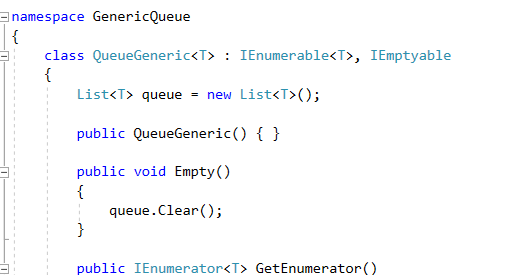 namespace GenericQueue
{
class QueueGeneric<T> : IEnumerable<T>, IEmptyable
{
List<T> queue = new List<T>();
public QueueGeneric() { }
public void Empty()
{
queue.Clear();
}
public IEnumerator<T> GetEnumerator()